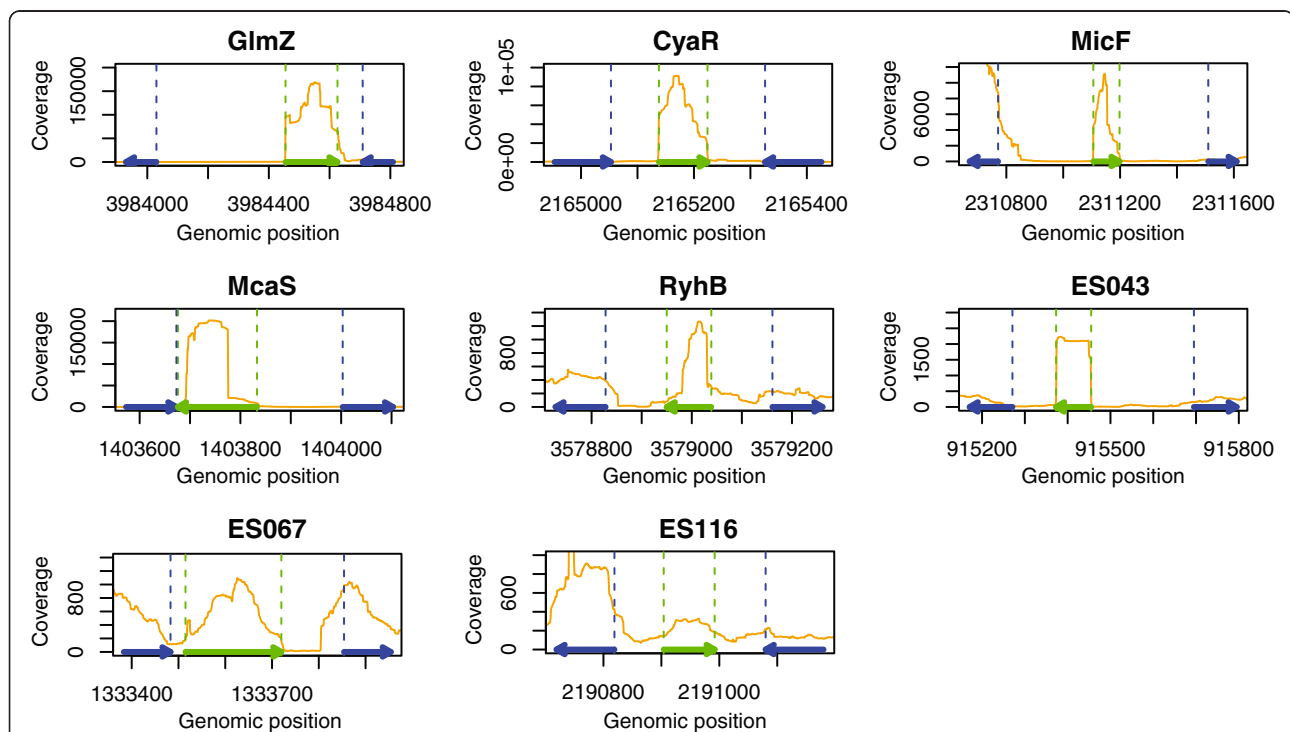 GlmZ
Coverage
0 150000
3984000 3984400 3984800
Genomic position
CyaR
Coverage
0e+00 1e+05
2165000 2165200 2165400
Genomic position
MicF
Coverage
0 6000
2310800 2311200 2311600
Genomic position
McaS
Coverage
0 150000
1403600 1403800 1404000
Genomic position
RyhB
Coverage
0 800
3578800 3579000 3579200
Genomic position
ES043
Coverage
0 1500
915200 915500 915800
Genomic position
ES067
Coverage
0 800
1333400 1333700
Genomic position
ES116
Coverage
0 600
2190800 2191000
Genomic position